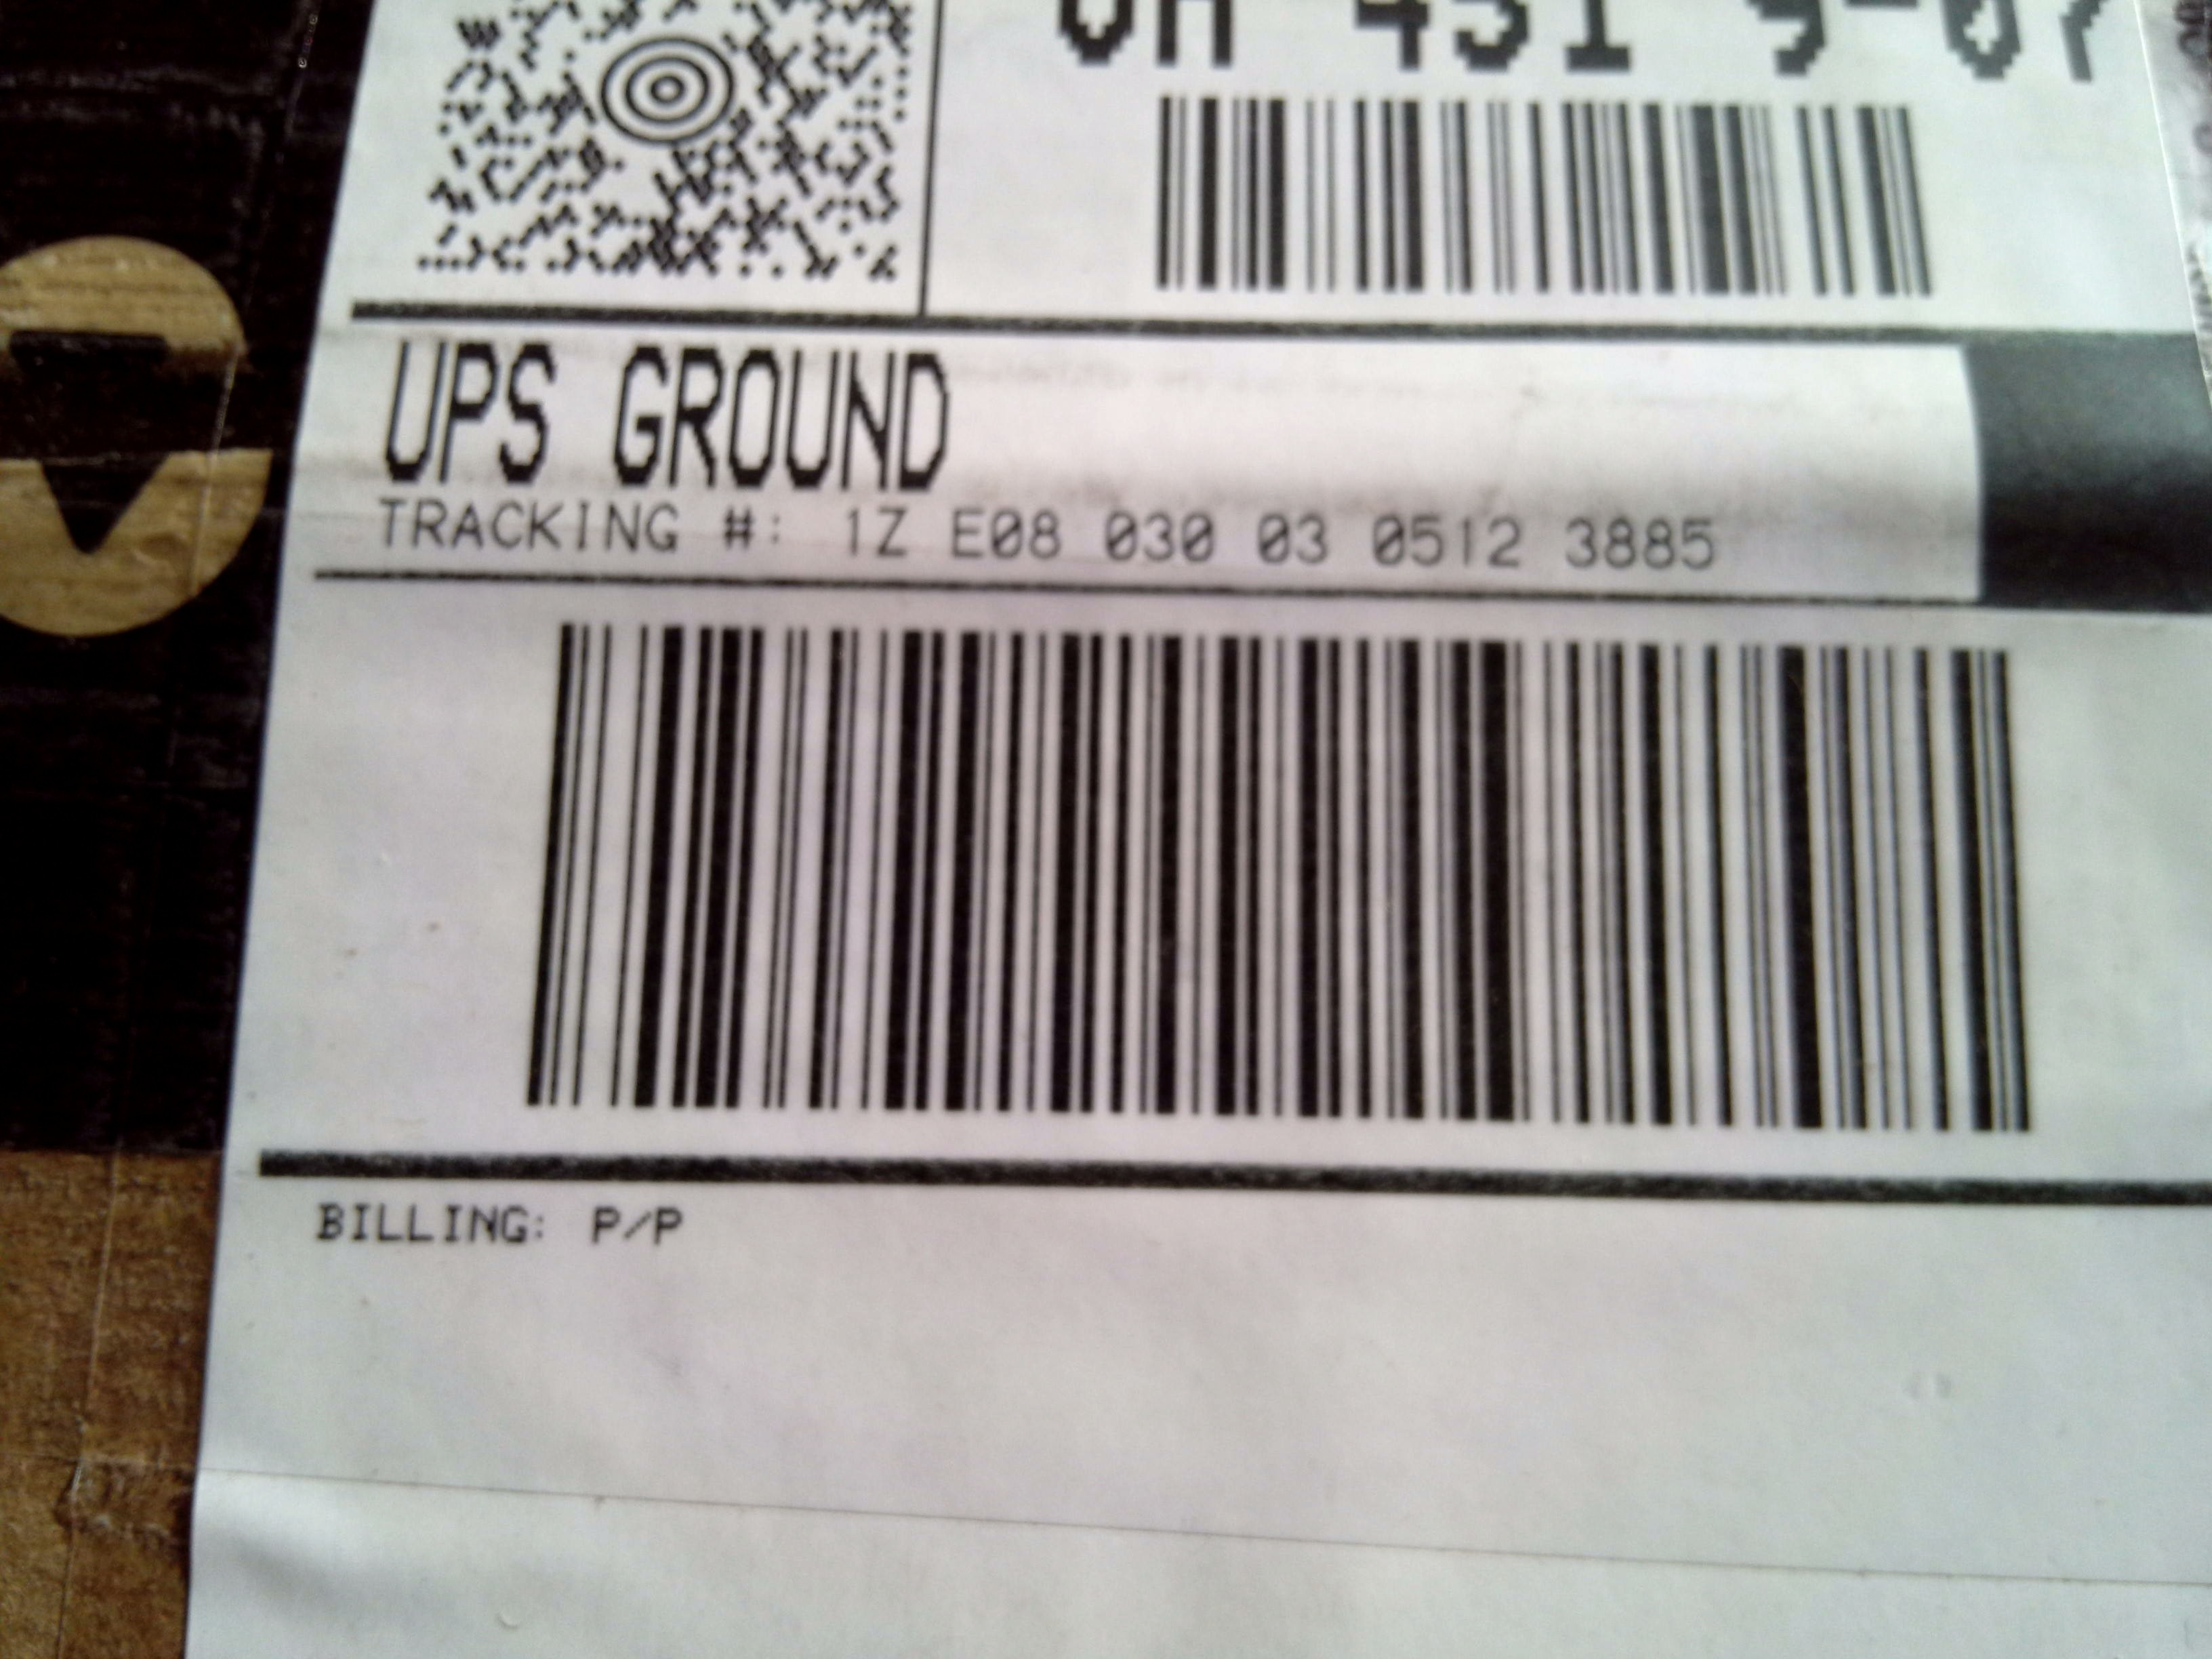 UPS GROUND
TRACKING #: 1Z E08 030 03 0512 3885
BILLING: P/P